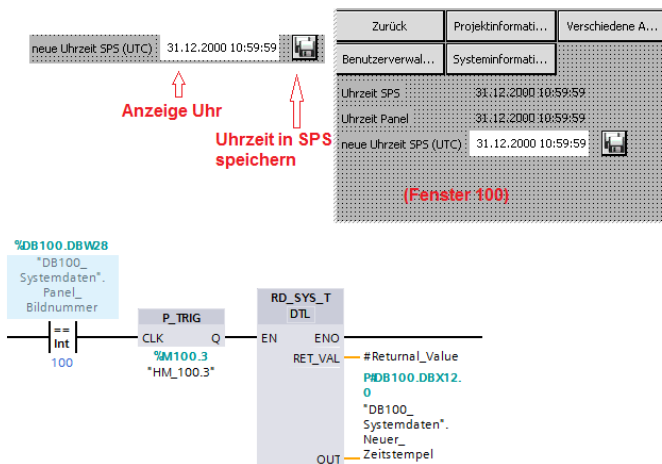 neue Uhrzeit SPS (UTC) 31.12.2000 10:59:59
Anzeige Uhr
Uhrzeit in SPS
speichern
Zurück Projektinformati... Verschiedene A...
Benutzerverwal... Systeminformati...
Uhrzeit SPS 31.12.2000 10:59:59
Uhrzeit Panel 31.12.2000 10:59:59
neue Uhrzeit SPS (UTC) 31.12.2000 10:59:59
(Fenster 100)
%DB100.DBW28
"DB100_
Systemdaten".
Panel_
Bildnummer
==
Int
100
P_TRIG
CLK Q
%M100.3
"HM_100.3"
RD_SYS_T
DTL
EN ENO
RET_VAL #Returnal_Value
P#DB100.DBX12.
0
"DB100_
Systemdaten".
Neuer_
OUT Zeitstempel